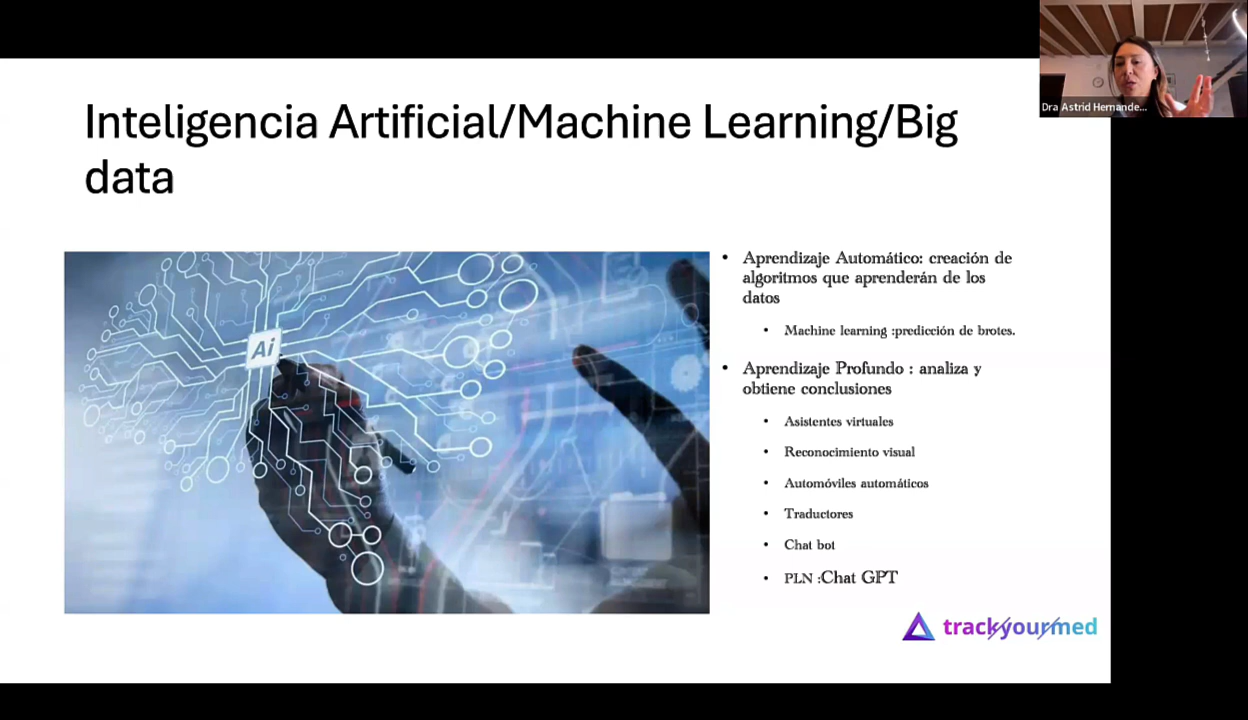 Dra Astrid Hernande...
Inteligencia Artificial/Machine Learning/Big
data
Ai
• Aprendizaje Automático: creación de
algoritmos que aprenderán de los
datos
• Machine learning :predicción de brotes.
• Aprendizaje Profundo : analiza y
obtiene conclusiones
• Asistentes virtuales
• Reconocimiento visual
• Automóviles automáticos
• Traductores
• Chat bot
• PLN :Chat GPT
trackyourmed